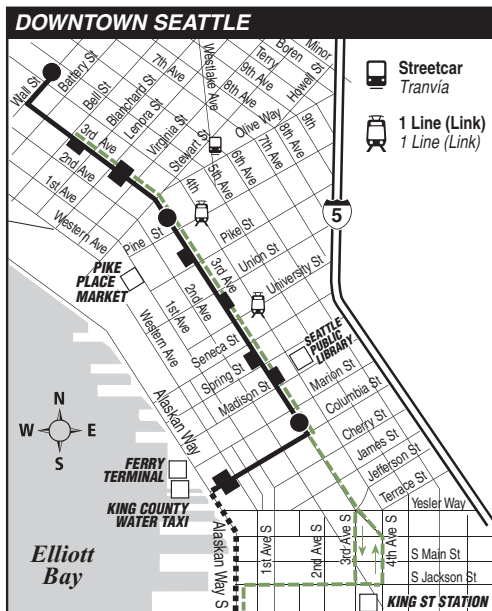 DOWNTOWN SEATTLE
Streetcar
Tranvía
1 Line (Link)
1 Line (Link)
5
Wall St
Battery St
Bell St
Blanchard St
Lenora St
Virginia St
Stewart St
7th Ave
Westlake Ave
8th Ave
9th Ave
Terry
Boren
Minor
Howell St
Olive Way
3rd Ave
2nd Ave
1st Ave
Western Ave
4th
5th Ave
6th Ave
7th Ave
8th Ave
9th
Pine St
Pike St
Union St
University St
PIKE
PLACE
MARKET
3rd Ave
2nd Ave
1st Ave
Western Ave
Alaskan Way
Seneca St
Spring St
Madison St
SEATTLE
PUBLIC
LIBRARY
Marion St
Columbia St
Cherry St
James St
Jefferson St
Terrace St
Yesler Way
N
W
E
S
FERRY
TERMINAL
KING COUNTY
WATER TAXI
Elliott
Bay
Alaskan Way S
1st Ave S
2nd Ave S
3rd Ave S
4th Ave S
S Main St
S Jackson St
KING ST STATION